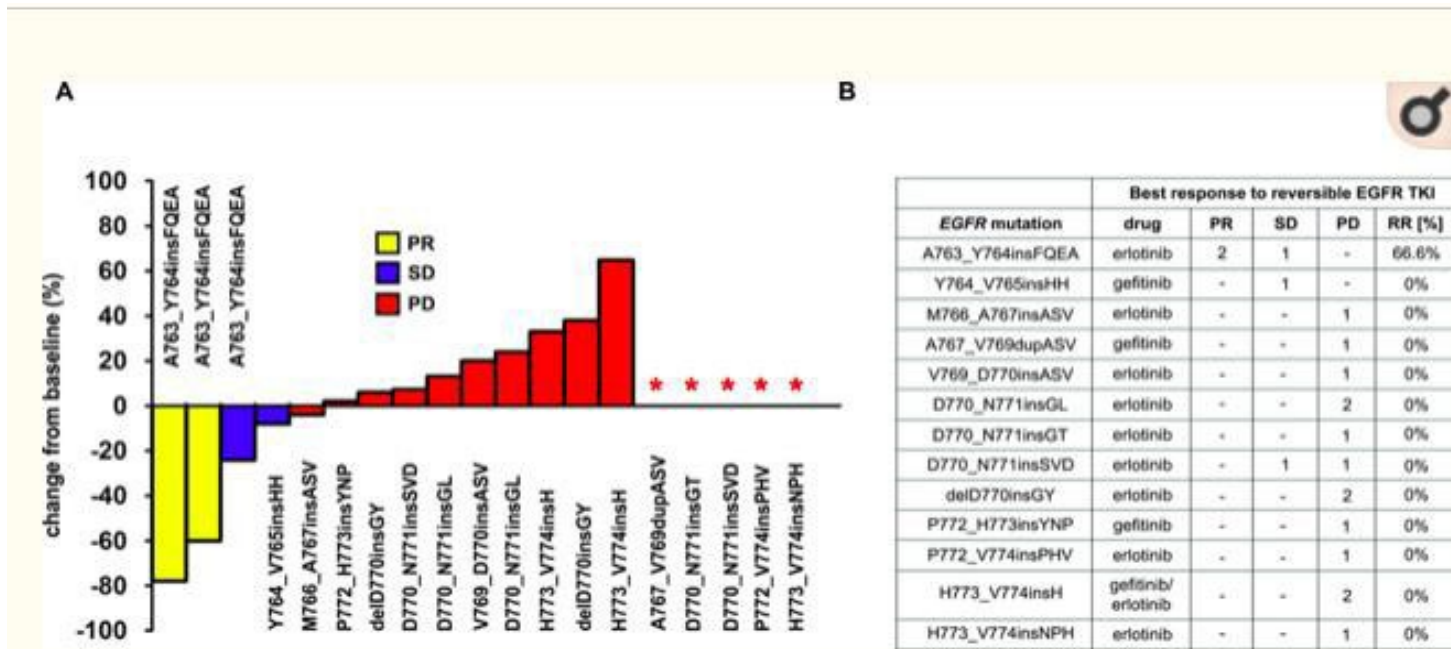 A
B
100
80
60
40
20
0
-20
-40
-60
-80
-100
change from baseline (%)
A763_Y764insFQEA
A763_Y764insFQEA
A763_Y764insFQEA
PR
SD
PD
* * * * *
Y764_V765insHH
M766_A767insASV
P772_H773insYNP
delD770insGY
D770_N771insSVD
D770_N771insGL
V769_D770insASV
D770_N771insGL
H773_V774insH
delD770insGY
H773_V774insH
A767_V769dupASV
D770_N771insGT
D770_N771insSVD
P772_V774insPHV
H773_V774insNPH
Best response to reversible EGFR TKI
EGFR mutation drug PR SD PD RR [%]
A763_Y764insFQEA erlotinib 2 1 - 66.6%
Y764_V765insHH gefitinib - 1 - 0%
M766_A767insASV erlotinib - - 1 0%
A767_V769dupASV gefitinib - - 1 0%
V769_D770insASV erlotinib - - 1 0%
D770_N771insGL erlotinib - - 2 0%
D770_N771insGT erlotinib - - 1 0%
D770_N771insSVD erlotinib - 1 1 0%
delD770insGY erlotinib - - 2 0%
P772_H773insYNP gefitinib - - 1 0%
P772_V774insPHV erlotinib - - 1 0%
H773_V774insH gefitinib/ erlotinib - - 2 0%
H773_V774insNPH erlotinib - - 1 0%